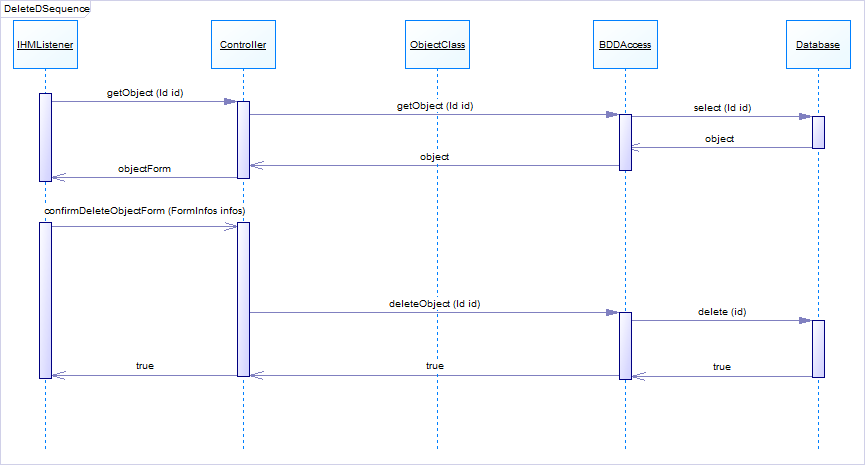 DeleteDSequence
IHMListener
Controller
ObjectClass
BDDAccess
Database
getObject (Id id)
getObject (Id id)
select (Id id)
object
object
objectForm
confirmDeleteObjectForm (FormInfos infos)
deleteObject (Id id)
delete (id)
true
true
true